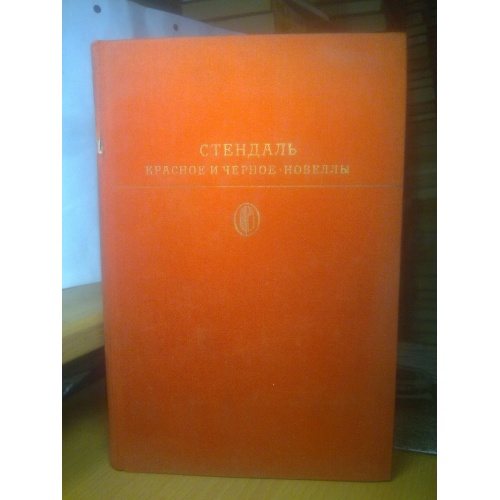 СТЕНДАЛЬ
КРАСНОЕ И ЧЕРНОЕ · НОВЕЛЛЫ